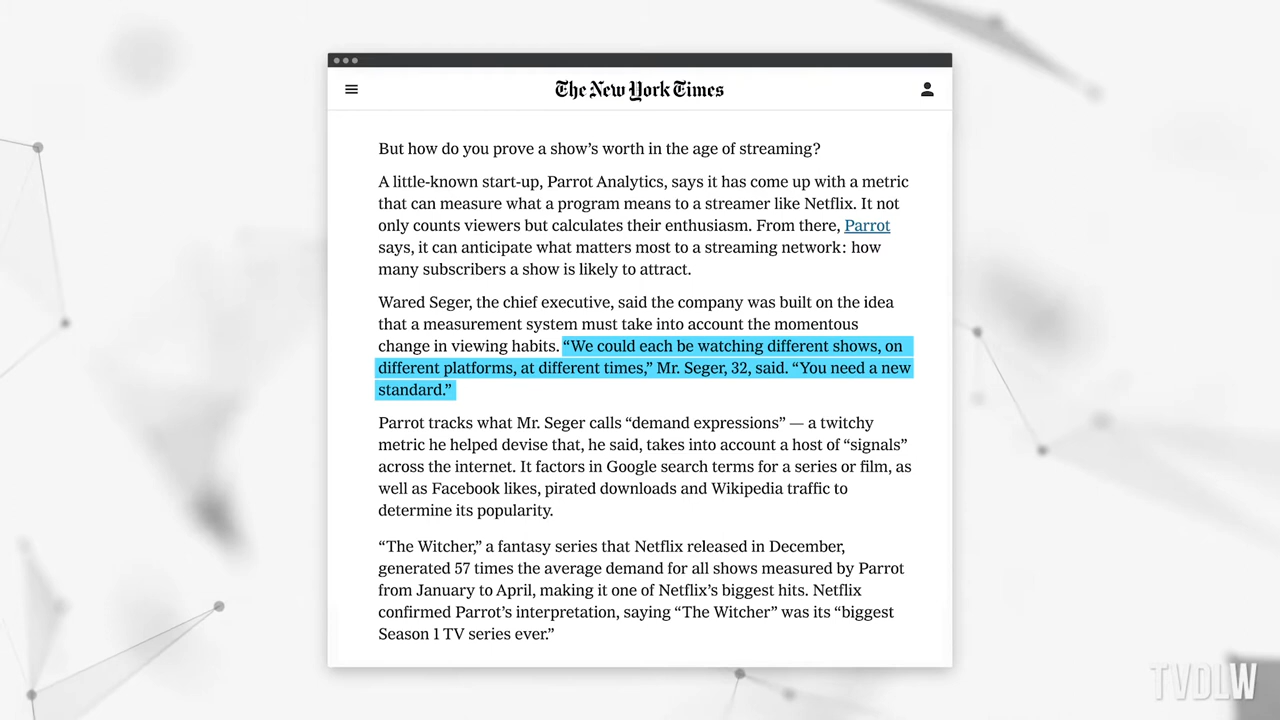 The New York Times
But how do you prove a show’s worth in the age of streaming?
A little-known start-up, Parrot Analytics, says it has come up with a metric
that can measure what a program means to a streamer like Netflix. It not
only counts viewers but calculates their enthusiasm. From there, Parrot
says, it can anticipate what matters most to a streaming network: how
many subscribers a show is likely to attract.
Wared Seger, the chief executive, said the company was built on the idea
that a measurement system must take into account the momentous
change in viewing habits. “We could each be watching different shows, on
different platforms, at different times,” Mr. Seger, 32, said. “You need a new
standard.”
Parrot tracks what Mr. Seger calls “demand expressions” — a twitchy
metric he helped devise that, he said, takes into account a host of “signals”
across the internet. It factors in Google search terms for a series or film, as
well as Facebook likes, pirated downloads and Wikipedia traffic to
determine its popularity.
“The Witcher,” a fantasy series that Netflix released in December,
generated 57 times the average demand for all shows measured by Parrot
from January to April, making it one of Netflix’s biggest hits. Netflix
confirmed Parrot’s interpretation, saying “The Witcher” was its “biggest
Season 1 TV series ever.”
TVDLW